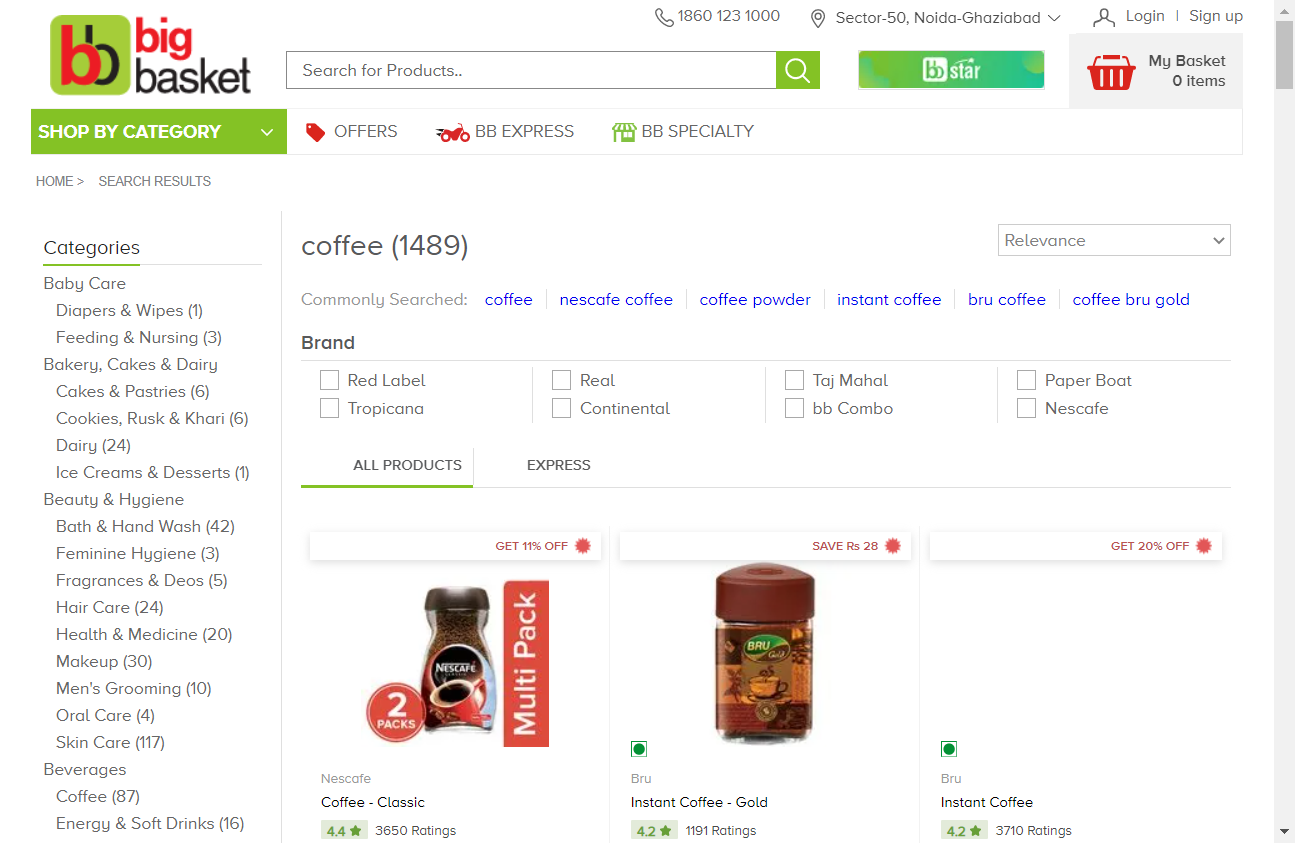 1860 123 1000
Sector-50, Noida-Ghaziabad
Login | Sign up
bb big basket
Search for Products..
bb star
My Basket
0 items
SHOP BY CATEGORY
OFFERS
BB EXPRESS
BB SPECIALTY
HOME > SEARCH RESULTS
Categories
Baby Care
Diapers & Wipes (1)
Feeding & Nursing (3)
Bakery, Cakes & Dairy
Cakes & Pastries (6)
Cookies, Rusk & Khari (6)
Dairy (24)
Ice Creams & Desserts (1)
Beauty & Hygiene
Bath & Hand Wash (42)
Feminine Hygiene (3)
Fragrances & Deos (5)
Hair Care (24)
Health & Medicine (20)
Makeup (30)
Men's Grooming (10)
Oral Care (4)
Skin Care (117)
Beverages
Coffee (87)
Energy & Soft Drinks (16)
coffee (1489)
Relevance
Commonly Searched: coffee nescafe coffee coffee powder instant coffee bru coffee coffee bru gold
Brand
Red Label Real Taj Mahal Paper Boat
Tropicana Continental bb Combo Nescafe
ALL PRODUCTS EXPRESS
GET 11% OFF
NESCAFÉ
2 PACKS
Multi Pack
Nescafe
Coffee - Classic
4.4 3650 Ratings
SAVE Rs 28
BRU
Gold
Bru
Instant Coffee - Gold
4.2 1191 Ratings
GET 20% OFF
Bru
Instant Coffee
4.2 3710 Ratings